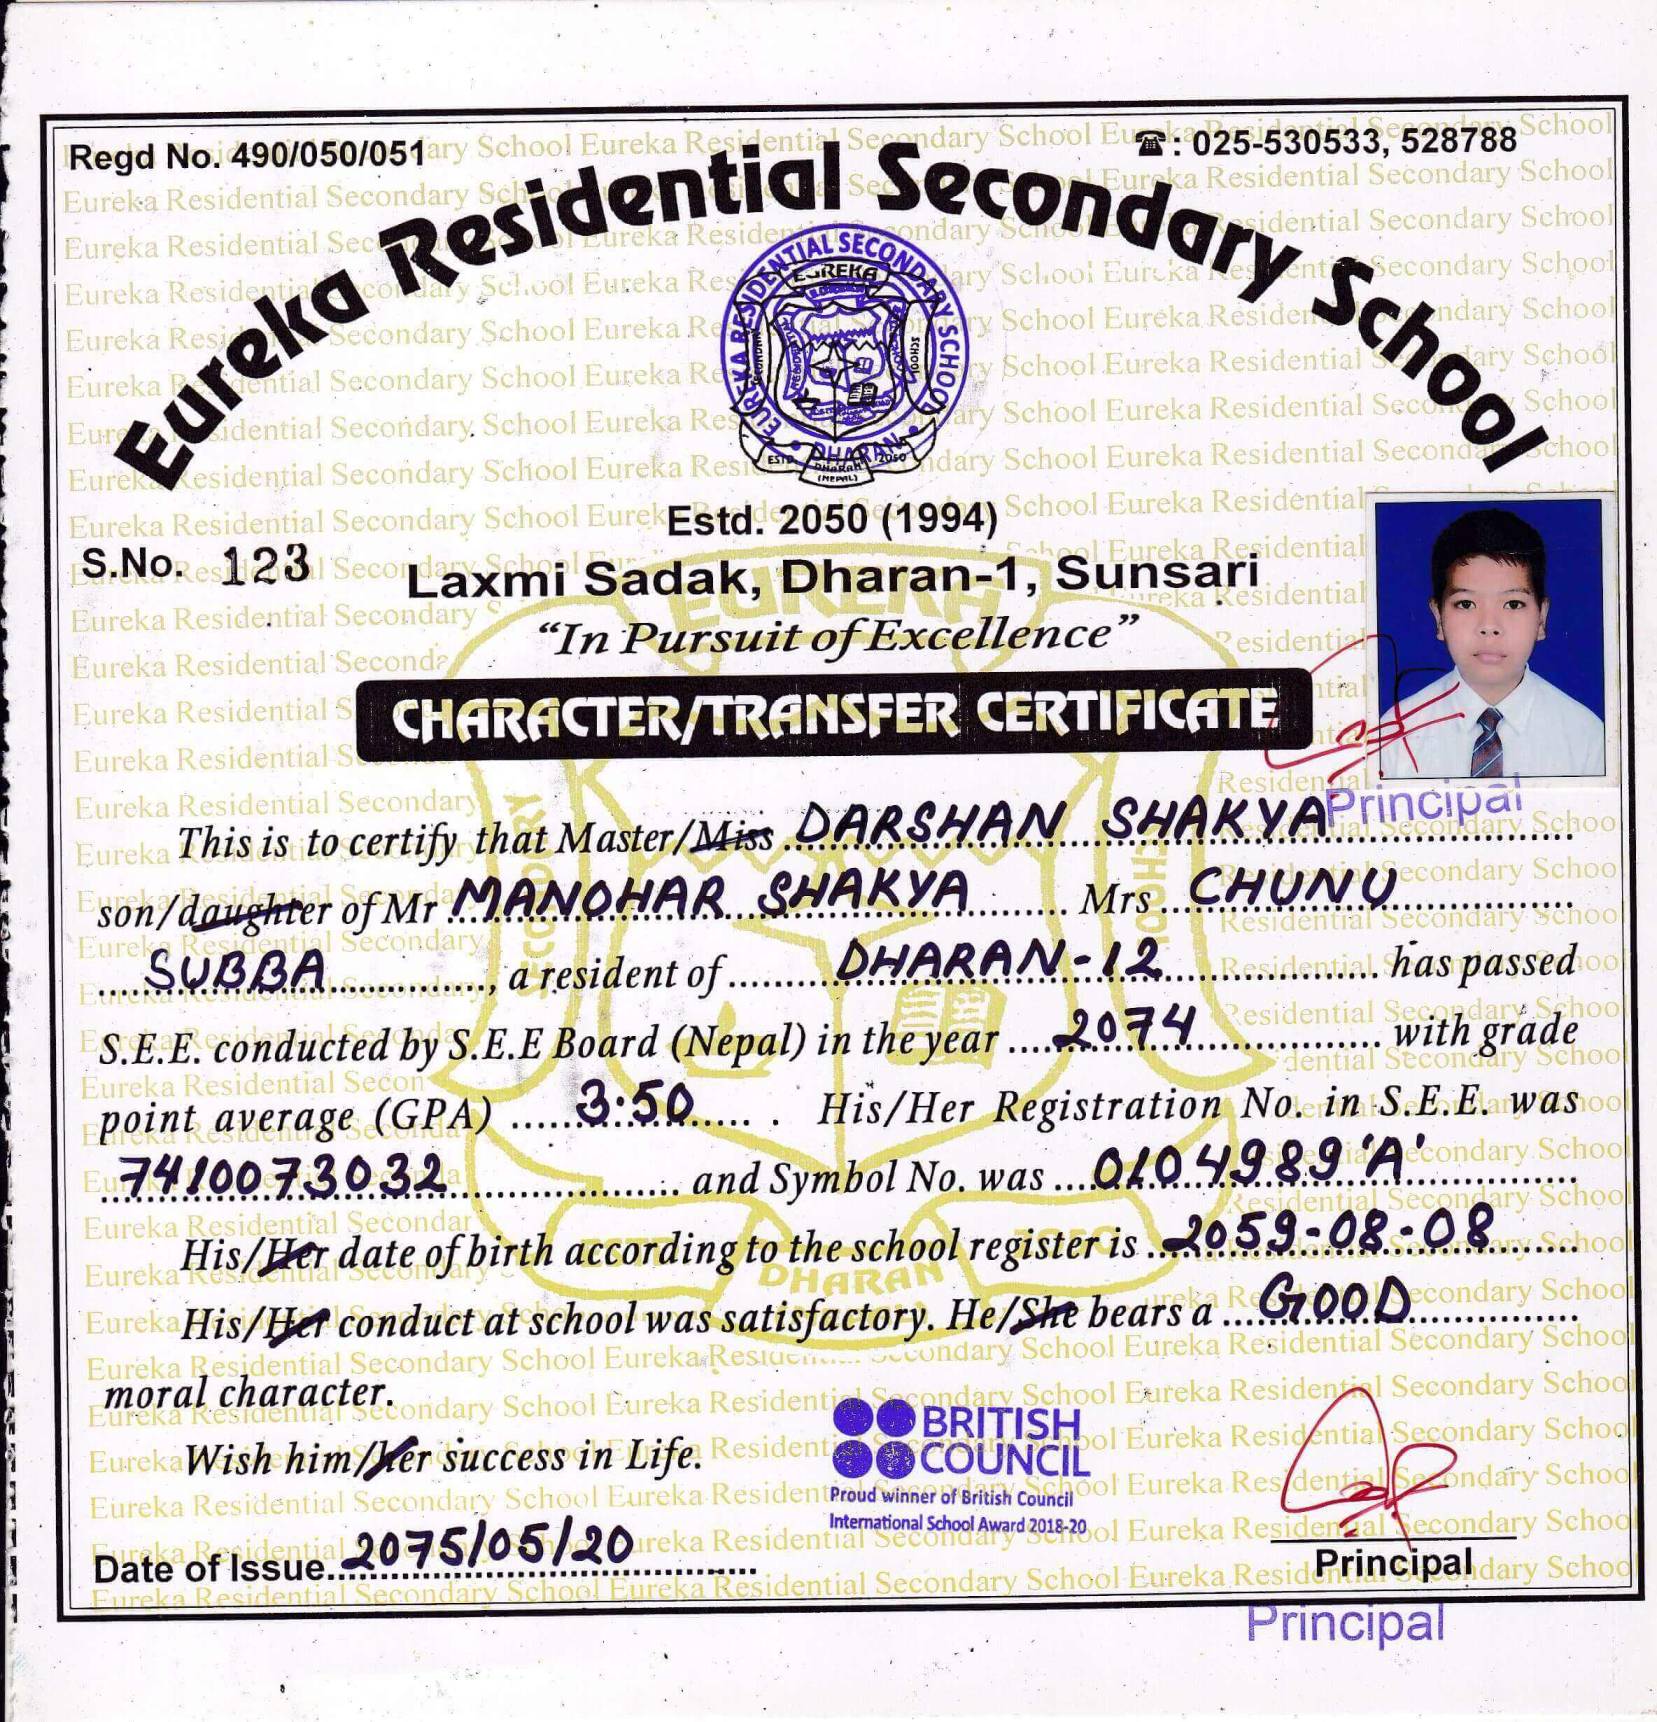 Regd No. 490/050/051
☎: 025-530533, 528788
Eureka Residential Secondary School
EUREKA RESIDENTIAL SECONDARY SCHOOL
EUREKA
SECONDARY
SCHOOL
DHARAN
ESTD 2050
DHARAN
(NEPAL)
Estd. 2050 (1994)
S.No. 123
Laxmi Sadak, Dharan-1, Sunsari
“In Pursuit of Excellence”
CHARACTER/TRANSFER CERTIFICATE
Principal
This is to certify that Master/Miss DARSHAN SHAKYA
son/daughter of Mr MANOHAR SHAKYA Mrs CHUNU
SUBBA, a resident of DHARAN-12 has passed
S.E.E. conducted by S.E.E Board (Nepal) in the year 2074 with grade
point average (GPA) 3.50. His/Her Registration No. in S.E.E. was
7410073032 and Symbol No. was 0104989 'A'
His/Her date of birth according to the school register is 2059-08-08
His/Her conduct at school was satisfactory. He/She bears a GOOD
moral character.
Wish him/her success in Life.
BRITISH
COUNCIL
Proud winner of British Council
International School Award 2018-20
Date of Issue 2075/05/20
Principal
Principal